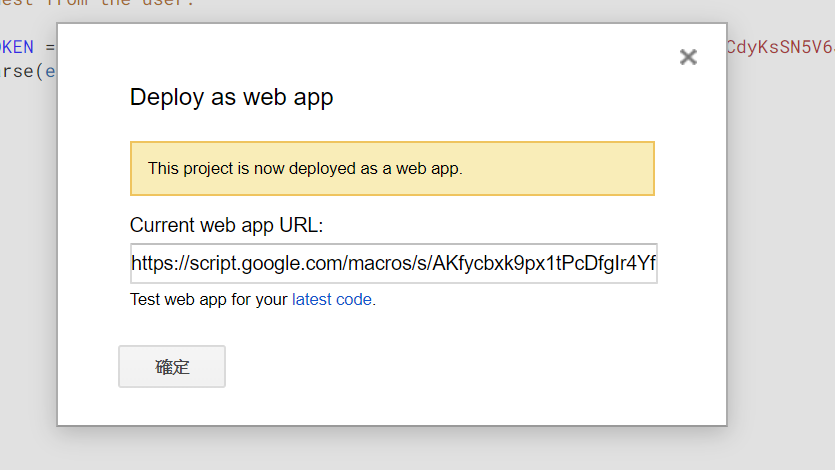 est from the user.
OKEN =
CdyKsSN5V6
arse(e
Deploy as web app
This project is now deployed as a web app.
Current web app URL:
https://script.google.com/macros/s/AKfycbxk9px1tPcDfgIr4Yf
Test web app for your latest code.
確定